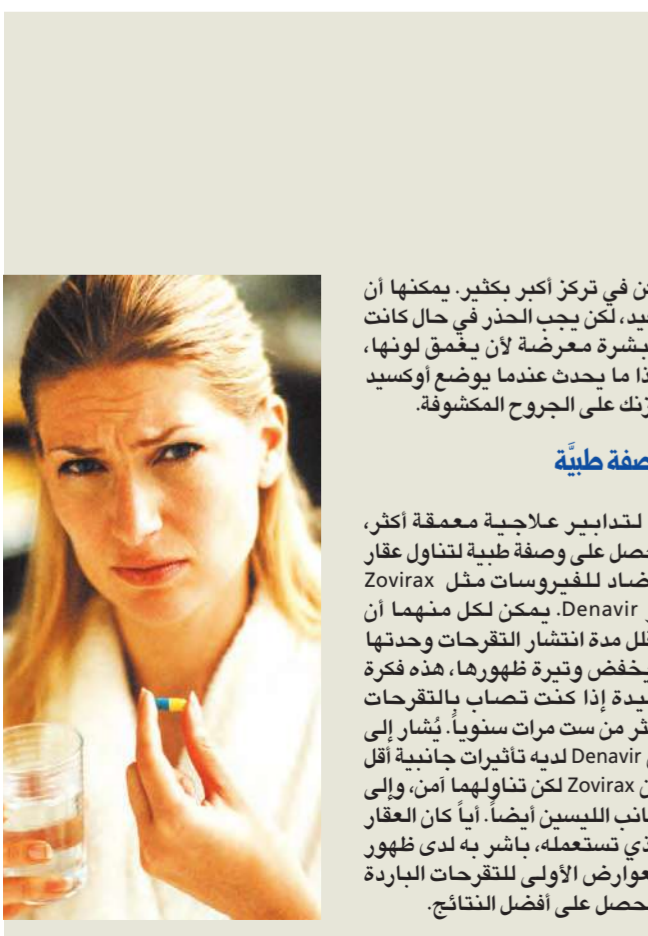 في تركز أكبر بكثير. يمكنها أن
لكن يجب الحذر في حال كانت
بشرة معرضة لأن يغمق لونها،
ذا ما يحدث عندما يوضع أوكسيد
زنك على الجروح المكشوفة.
صفة طبيَّة
لتدابير علاجية معمقة أكثر،
حصل على وصفة طبية لتناول عقار
ضاد للفيروسات مثل Zovirax
Denavir. يمكن لكل منهما أن
قلل مدة انتشار التقرحات وحدتها
يخفض وتيرة ظهورها، هذه فكرة
يدة إذا كنت تصاب بالتقرحات
ثر من ست مرات سنوياً. يُشار إلى
Denavir لديه تأثيرات جانبية أقل
ن Zovirax لكن تناولهما آمن، وإلى
انب الليسين أيضاً. أياً كان العقار
ذي تستعمله، باشر به لدى ظهور
عوارض الأولى للتقرحات الباردة
حصل على أفضل النتائج.